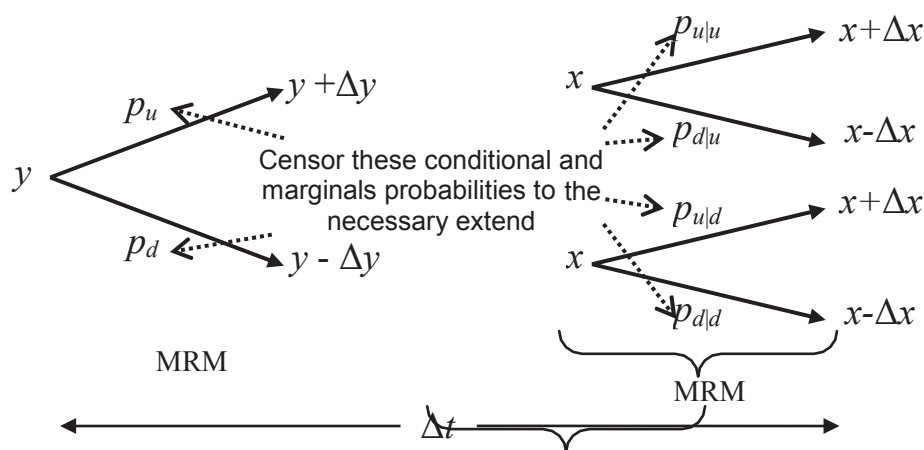 p_{u|u}
x+Δx
y +Δy
x
p_u
p_{d|u}
x-Δx
Censor these conditional and
marginals probabilities to the
necessary extend
y
p_{u|d}
x+Δx
p_d
y - Δy
x
p_{d|d}
x-Δx
MRM
MRM
Δt